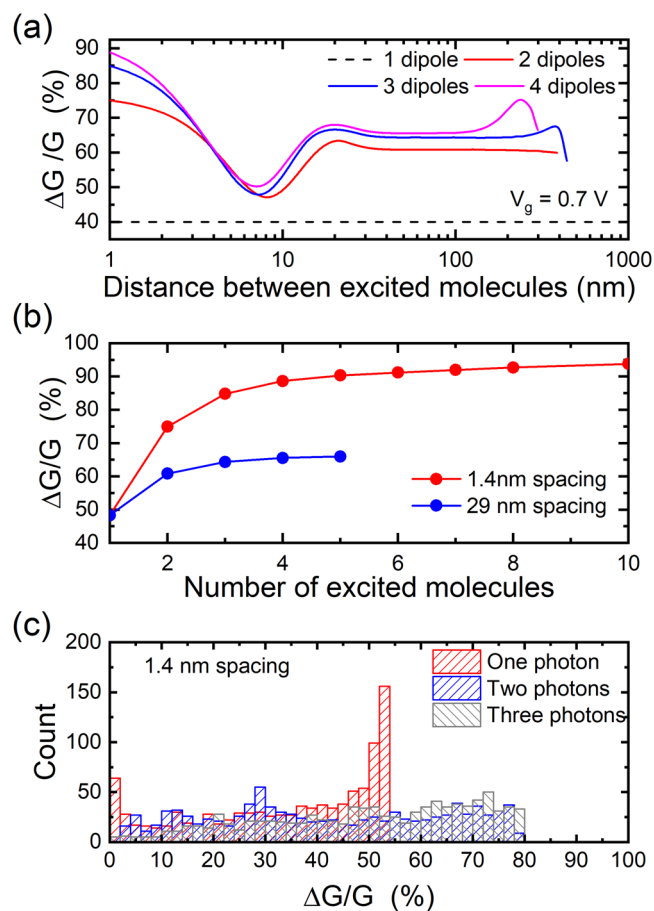 (a)
90
80
70
60
50
40
ΔG /G (%)
1 dipole 2 dipoles
3 dipoles 4 dipoles
Vg = 0.7 V
1 10 100 1000
Distance between excited molecules (nm)
(b)
100
90
80
70
60
50
40
ΔG/G (%)
1.4nm spacing
29 nm spacing
2 4 6 8 10
Number of excited molecules
(c)
200
150
100
50
0
Count
1.4 nm spacing
One photon
Two photons
Three photons
0 10 20 30 40 50 60 70 80 90 100
ΔG/G (%)